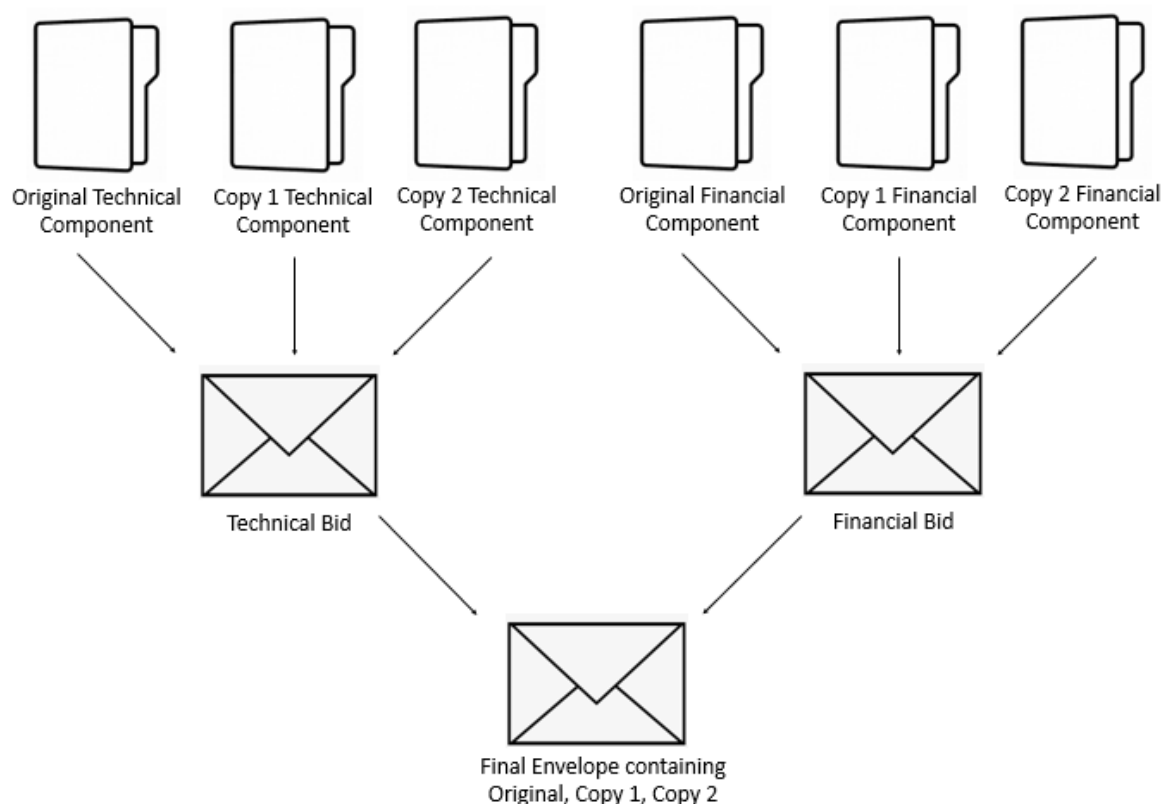 Original Technical
Component
Copy 1 Technical
Component
Copy 2 Technical
Component
Original Financial
Component
Copy 1 Financial
Component
Copy 2 Financial
Component
Technical Bid
Financial Bid
Final Envelope containing
Original, Copy 1, Copy 2